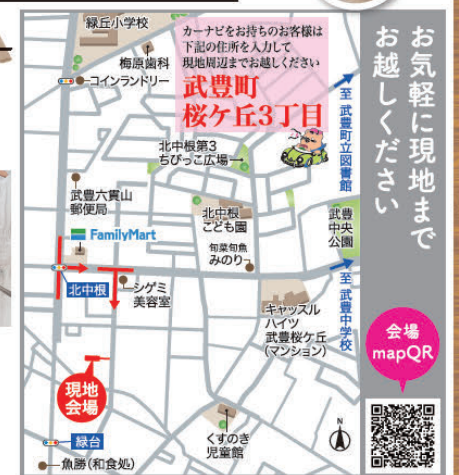 緑丘小学校
梅原歯科
コインランドリー
カーナビをお持ちのお客様は
下記の住所を入力して
現地周辺までお越しください
武豊町
桜ケ丘3丁目
至 武豊町立図書館
北中根第3
ちびっこ広場
武豊六貫山
郵便局
FamilyMart
北中根
こども園
旬菜旬魚
みのり
武豊
中央
公園
至 武豊中学校
北中根
シゲミ
美容室
キャッスル
ハイツ
武豊桜ケ丘
(マンション)
現地
会場
緑台
魚勝(和食処)
くすのき
児童館
N
お気軽に現地まで
お越しください
会場
mapQR